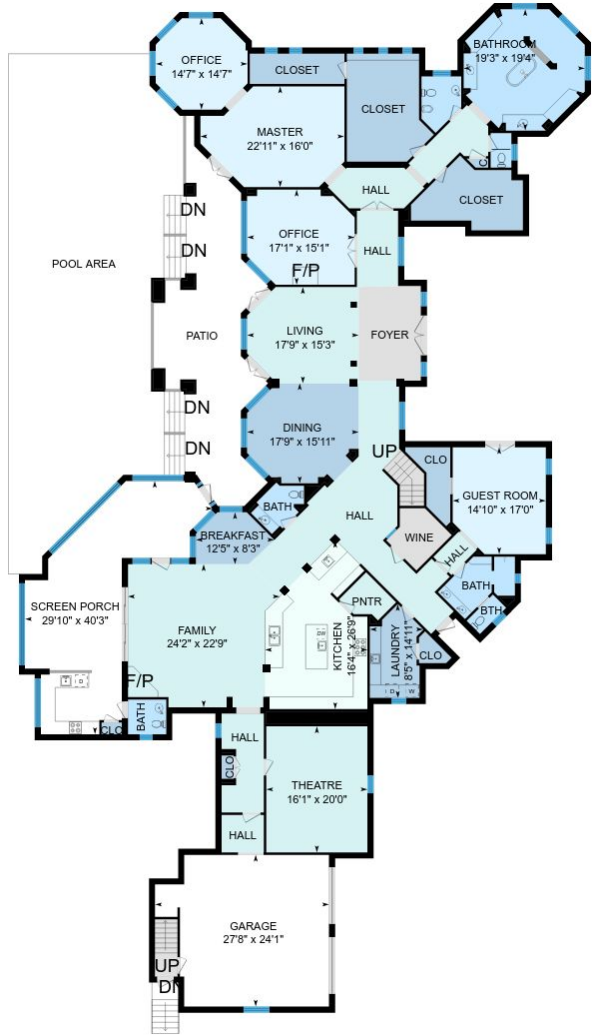 OFFICE
14'7" x 14'7"
CLOSET
CLOSET
BATHROOM
19'3" x 19'4"
MASTER
22'11" x 16'0"
CL
CLOSET
HALL
DN
DN
OFFICE
17'1" x 15'1"
F/P
HALL
POOL AREA
PATIO
LIVING
17'9" x 15'3"
FOYER
DN
DN
DINING
17'9" x 15'11"
UP
CLO
GUEST ROOM
14'10" x 17'0"
BATH
HALL
WINE
BREAKFAST
12'5" x 8'3"
HALL
BATH
BTH
SCREEN PORCH
29'10" x 40'3"
FAMILY
24'2" x 22'9"
KITCHEN
16'4" x 26'9"
PNTR
LAUNDRY
8'5" x 14'11"
CLO
F/P
BATH
CLO
HALL
CLO
THEATRE
16'1" x 20'0"
HALL
GARAGE
27'8" x 24'1"
UP
DN